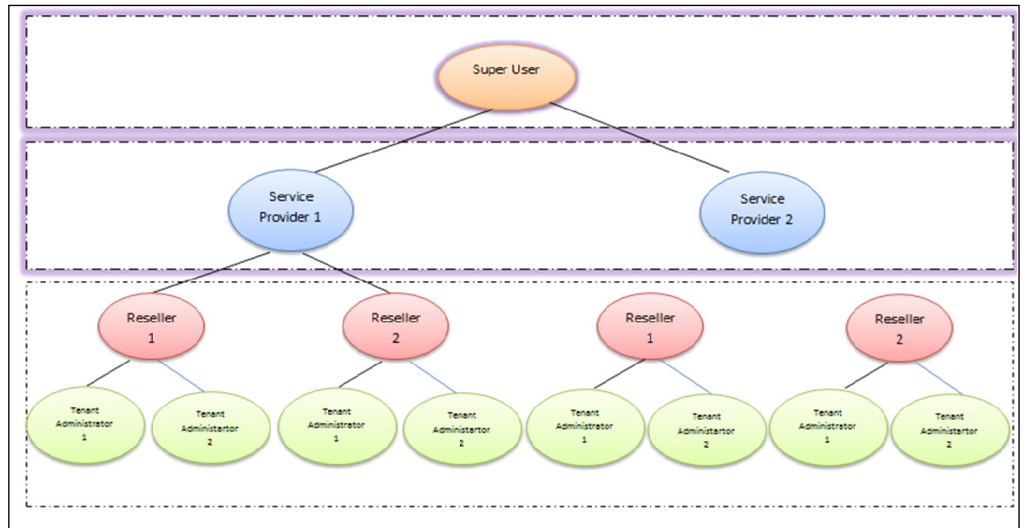 Super User
Service
Provider 1
Service
Provider 2
Reseller
1
Reseller
2
Reseller
1
Reseller
2
Tenant
Administrator
1
Tenant
Administartor
2
Tenant
Administrator
1
Tenant
Administartor
2
Tenant
Administrator
1
Tenant
Administartor
2
Tenant
Administrator
1
Tenant
Administartor
2